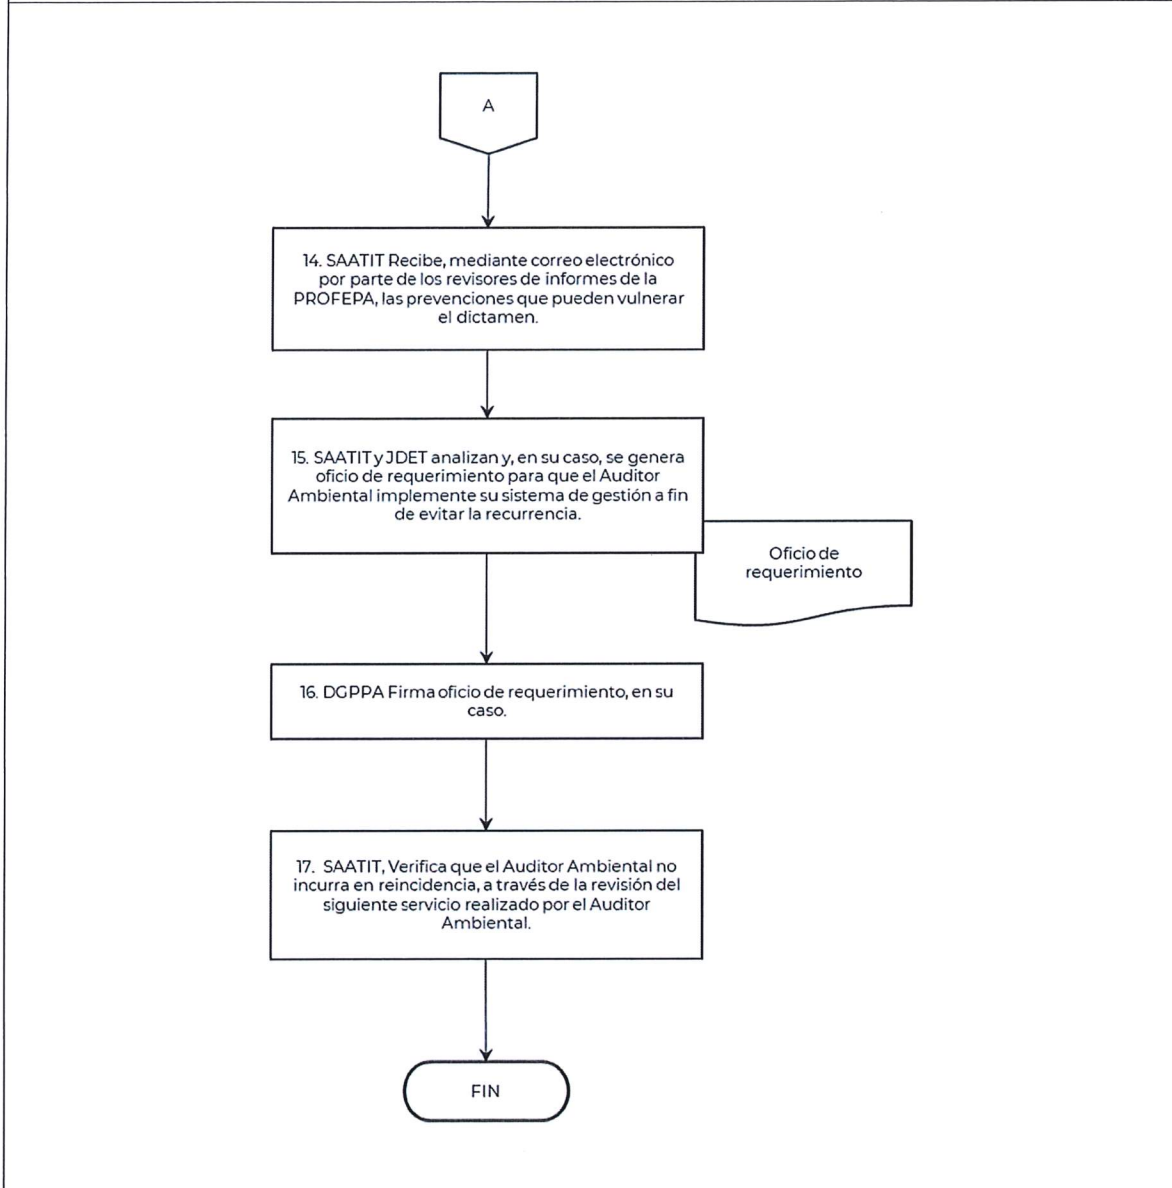 A
14. SAATIT Recibe, mediante correo electrónico
por parte de los revisores de informes de la
PROFEPA, las prevenciones que pueden vulnerar
el dictamen.
15. SAATIT y JDET analizan y, en su caso, se genera
oficio de requerimiento para que el Auditor
Ambiental implemente su sistema de gestión a fin
de evitar la recurrencia.
Oficio de
requerimiento
16. DGPPA Firma oficio de requerimiento, en su
caso.
17. SAATIT, Verifica que el Auditor Ambiental no
incurra en reincidencia, a través de la revisión del
siguiente servicio realizado por el Auditor
Ambiental.
FIN